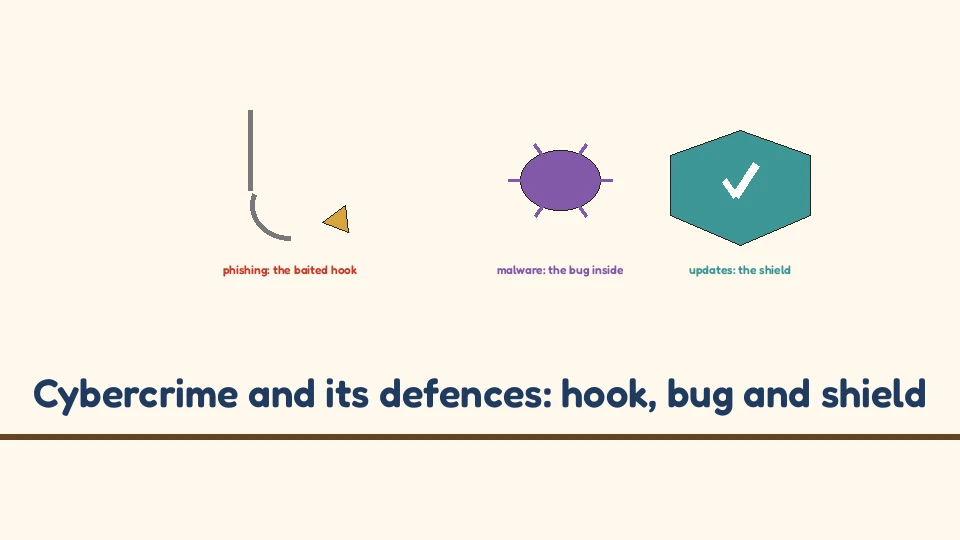 phishing: the baited hook
malware: the bug inside
updates: the shield
Cybercrime and its defences: hook, bug and shield